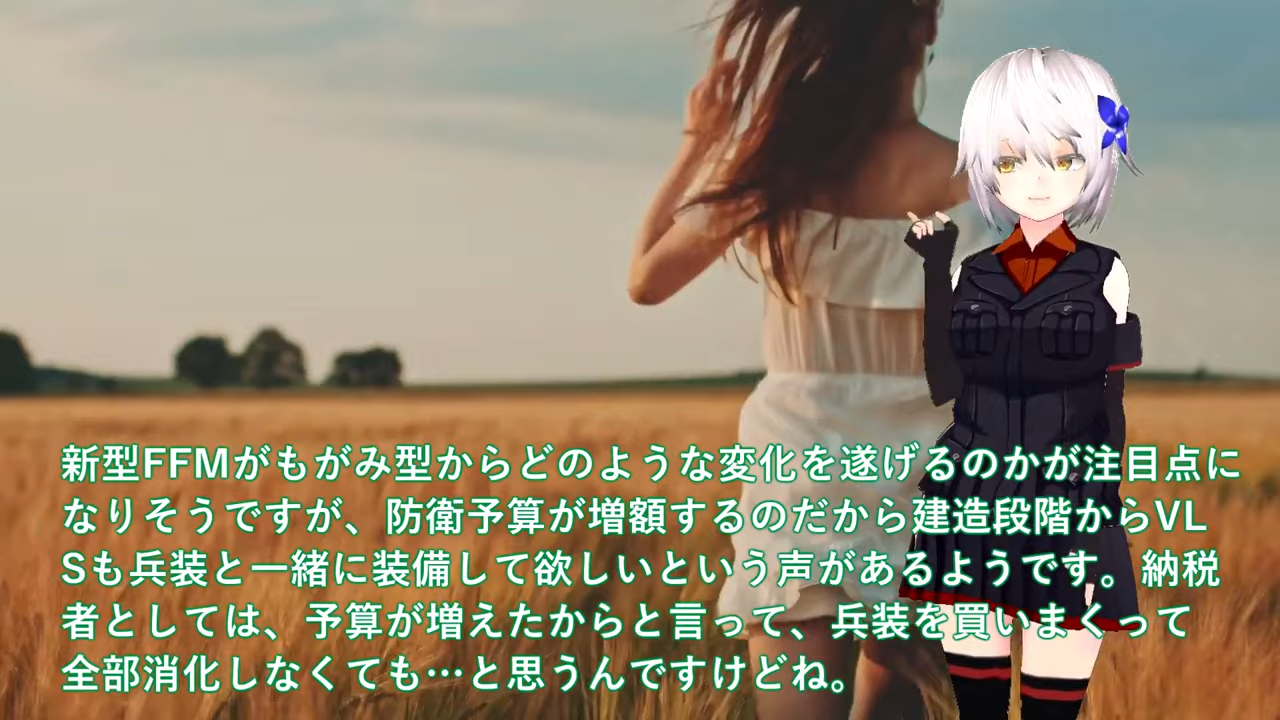 新型FFMがもがみ型からどのような変化を遂げるのかが注目点に
なりそうですが、防衛予算が増額するのだから建造段階からVL
Sも兵装と一緒に装備して欲しいという声があるようです。納税
者としては、予算が増えたからと言って、兵装を買いまくって
全部消化しなくても…と思うんですけどね。